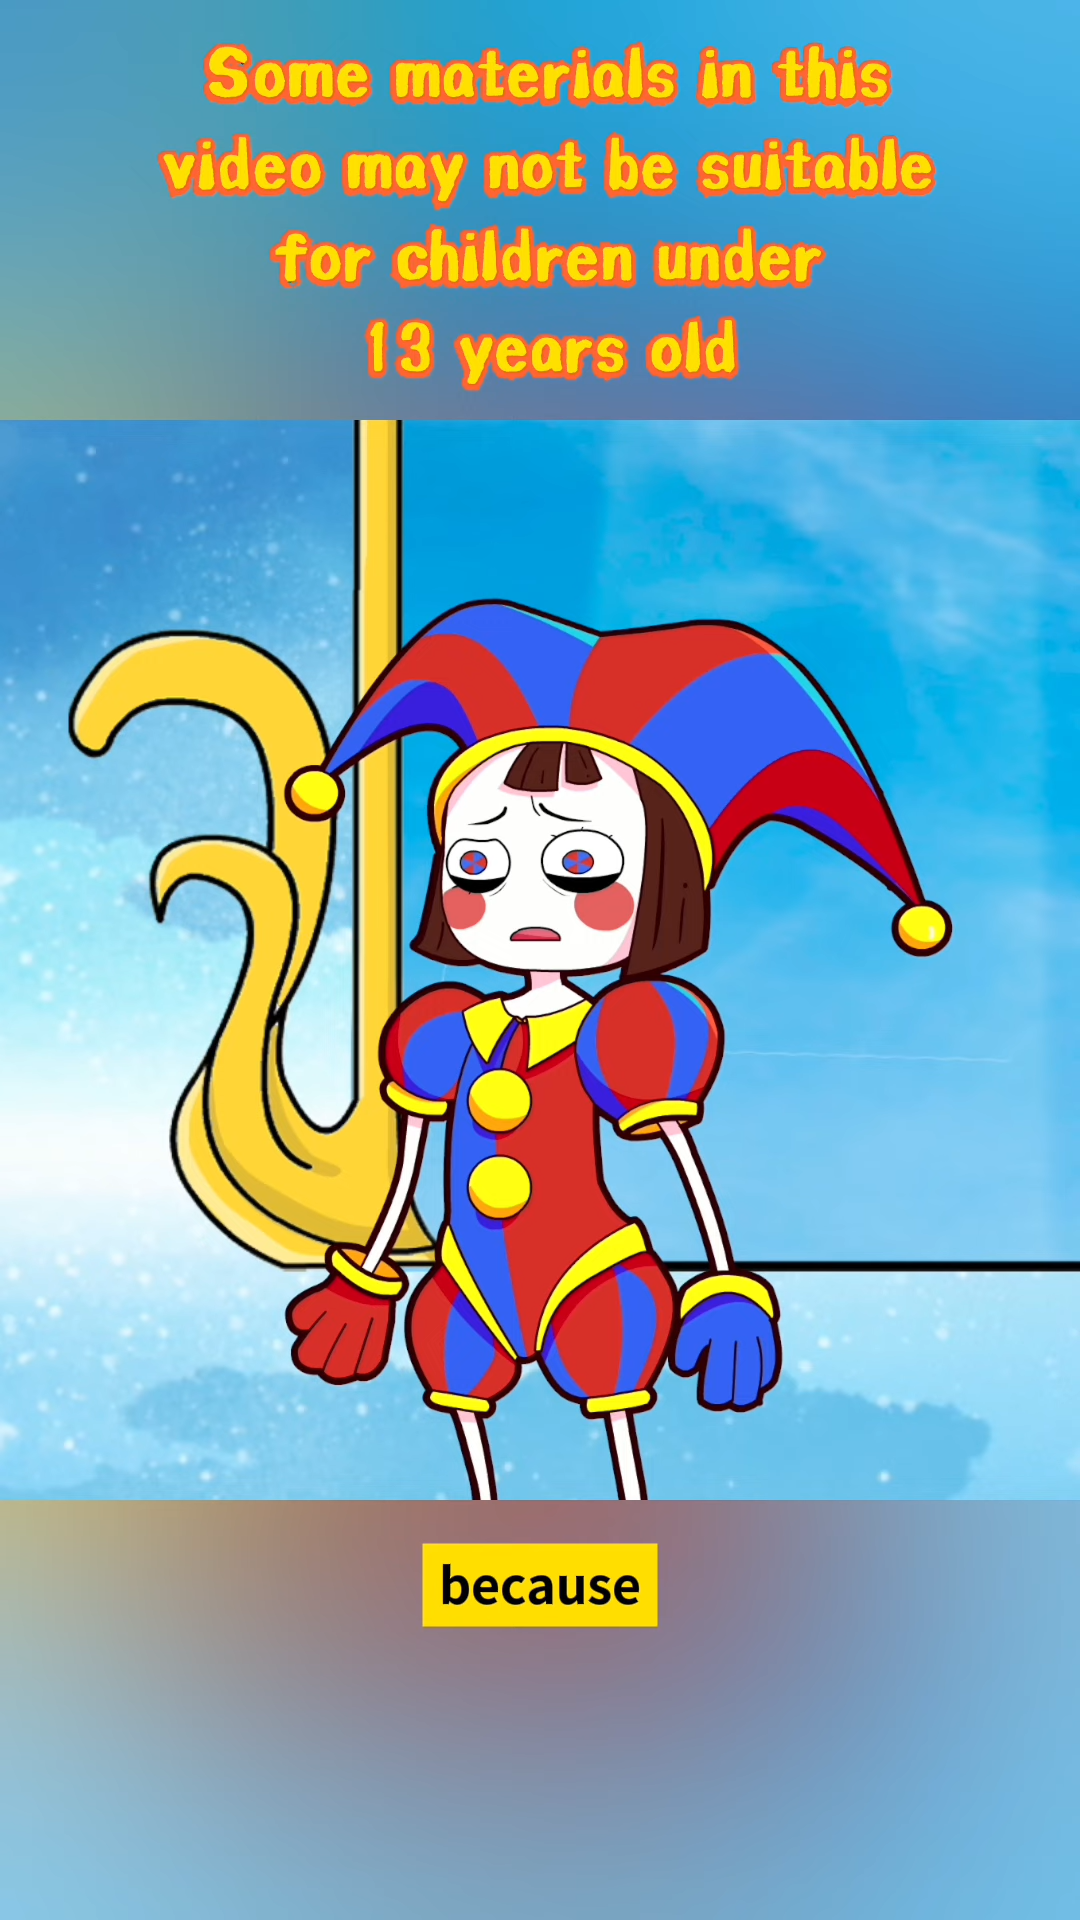 Some materials in this
video may not be suitable
for children under
13 years old
because